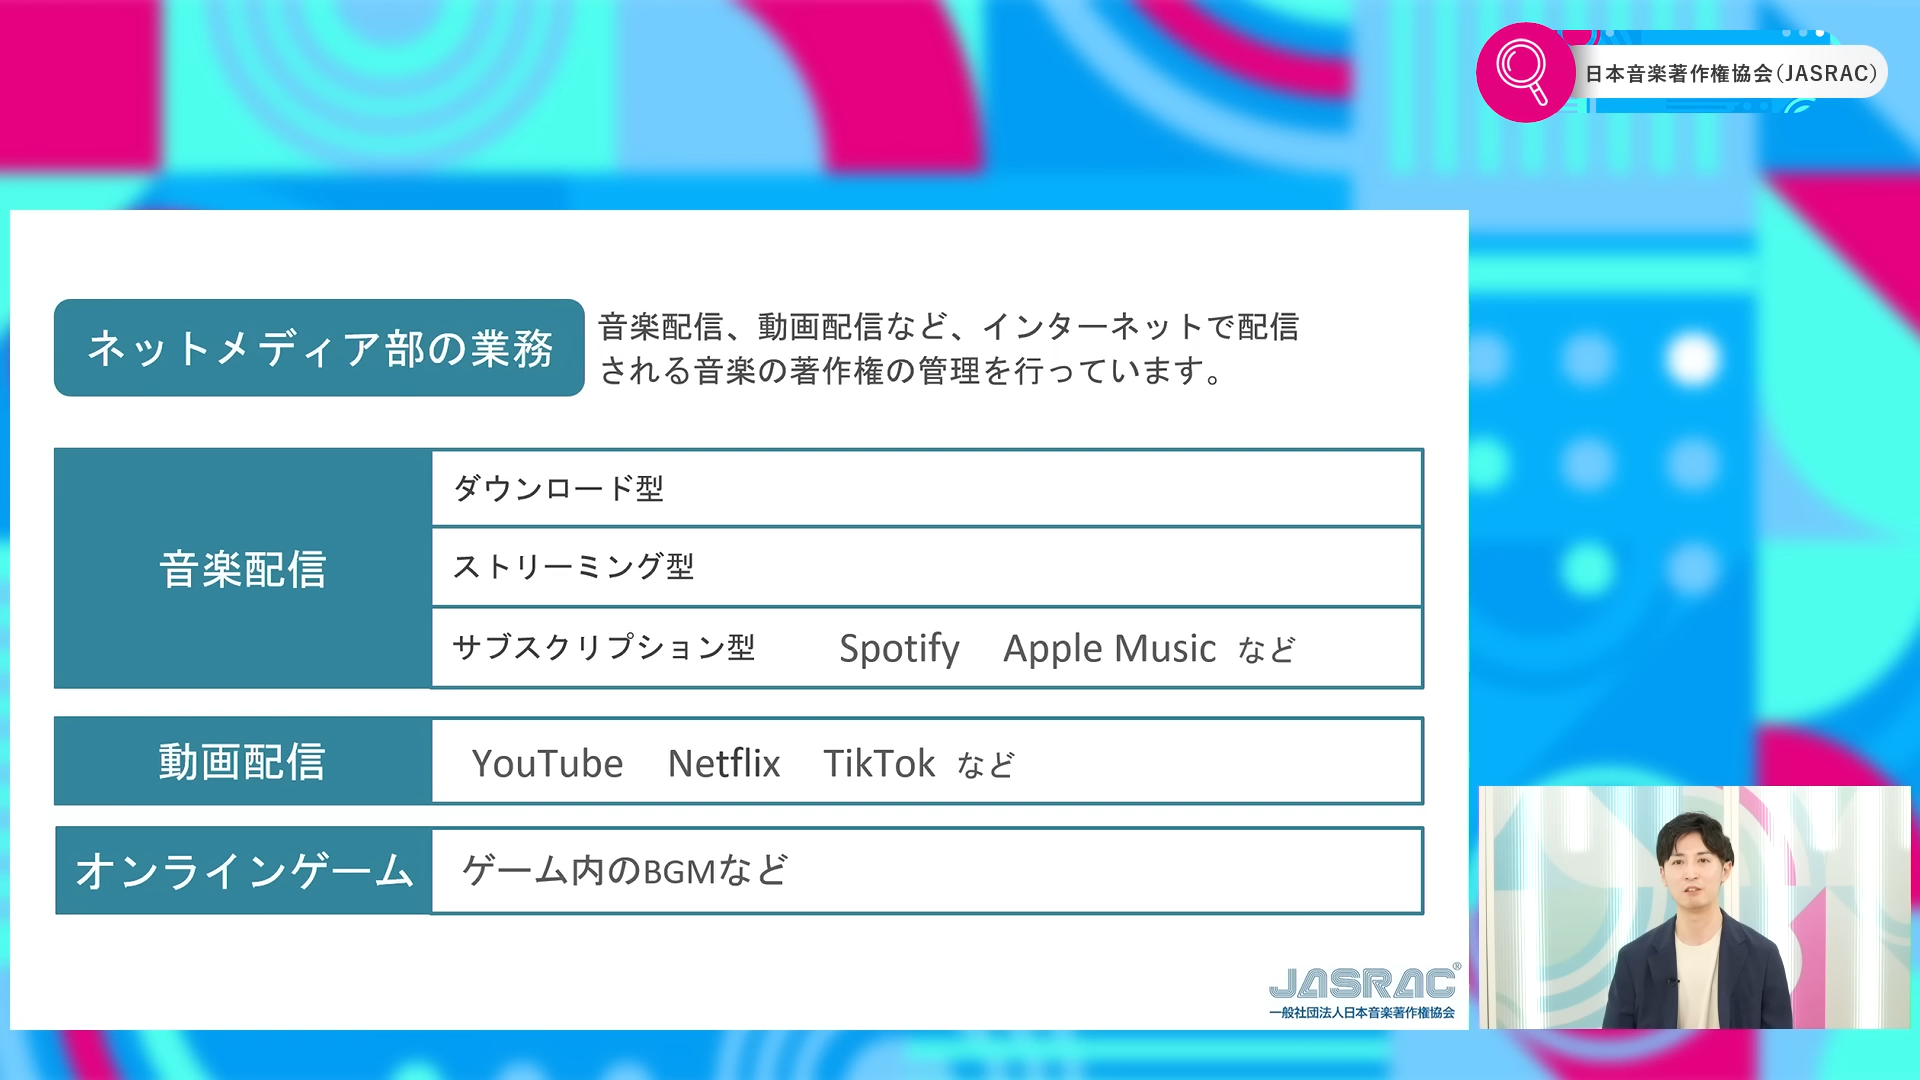 日本音楽著作権協会(JASRAC)
ネットメディア部の業務
音楽配信、動画配信など、インターネットで配信
される音楽の著作権の管理を行っています。
音楽配信
ダウンロード型
ストリーミング型
サブスクリプション型 Spotify Apple Music など
動画配信
YouTube Netflix TikTok など
オンラインゲーム
ゲーム内のBGMなど
JASRAC®
一般社団法人日本音楽著作権協会